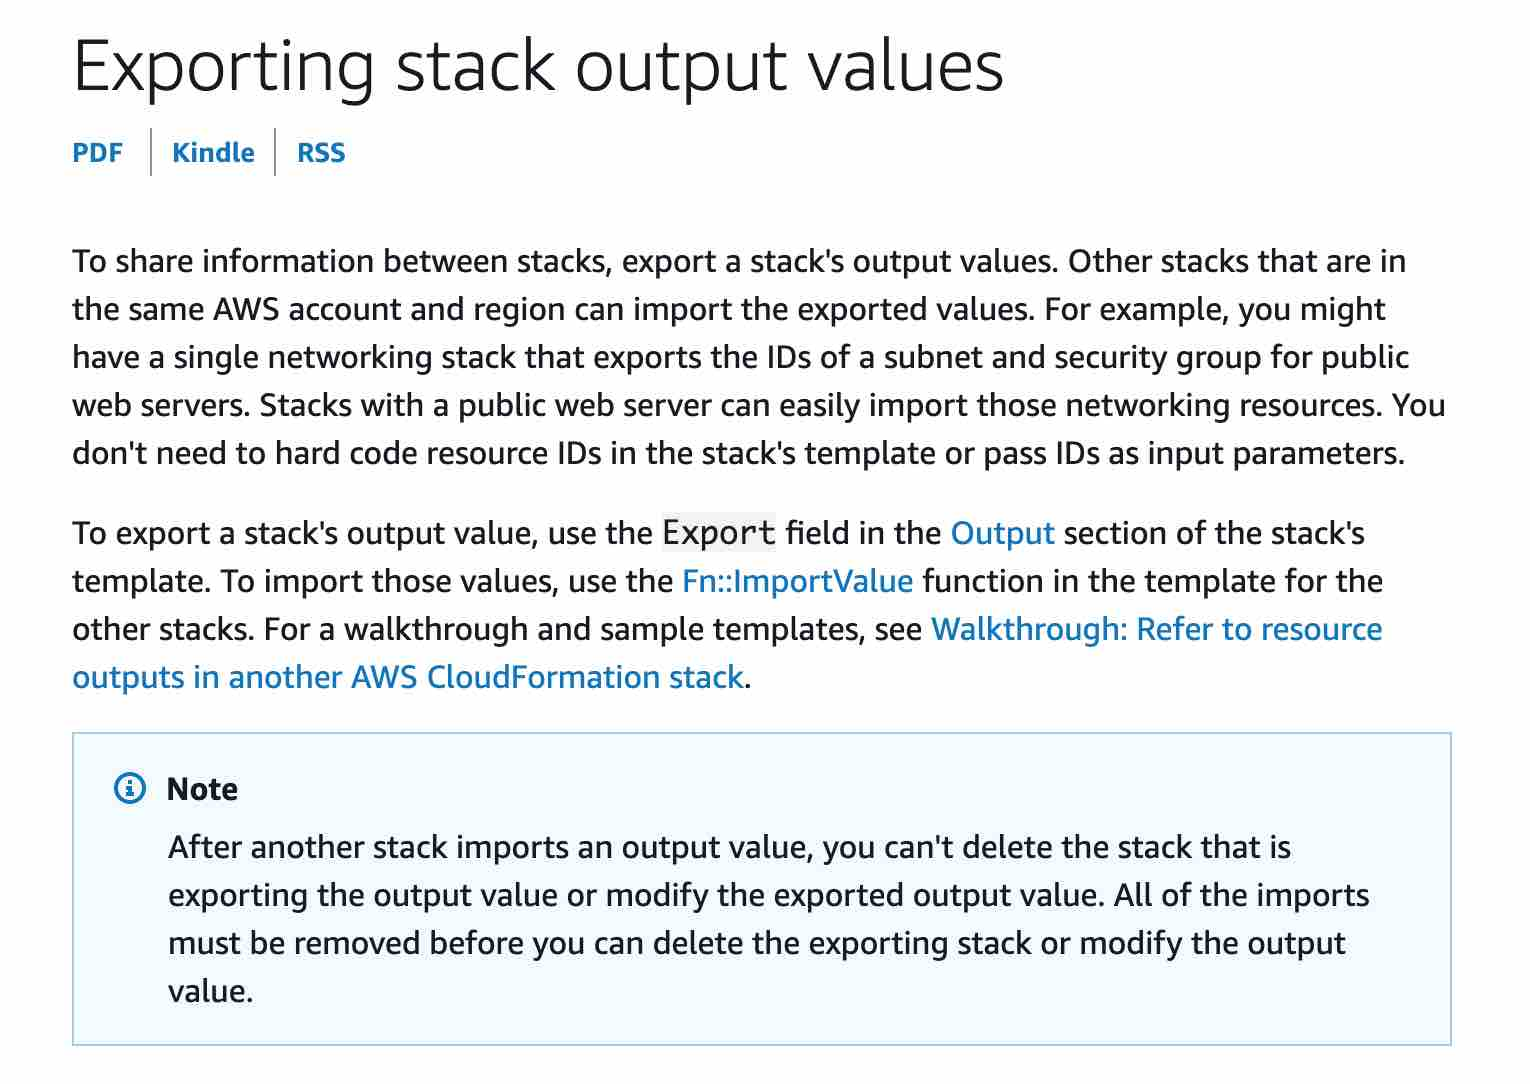 Exporting stack output values
PDF Kindle RSS
To share information between stacks, export a stack's output values. Other stacks that are in
the same AWS account and region can import the exported values. For example, you might
have a single networking stack that exports the IDs of a subnet and security group for public
web servers. Stacks with a public web server can easily import those networking resources. You
don't need to hard code resource IDs in the stack's template or pass IDs as input parameters.
To export a stack's output value, use the Export field in the Output section of the stack's
template. To import those values, use the Fn::ImportValue function in the template for the
other stacks. For a walkthrough and sample templates, see Walkthrough: Refer to resource
outputs in another AWS CloudFormation stack.
Note
After another stack imports an output value, you can't delete the stack that is
exporting the output value or modify the exported output value. All of the imports
must be removed before you can delete the exporting stack or modify the output
value.